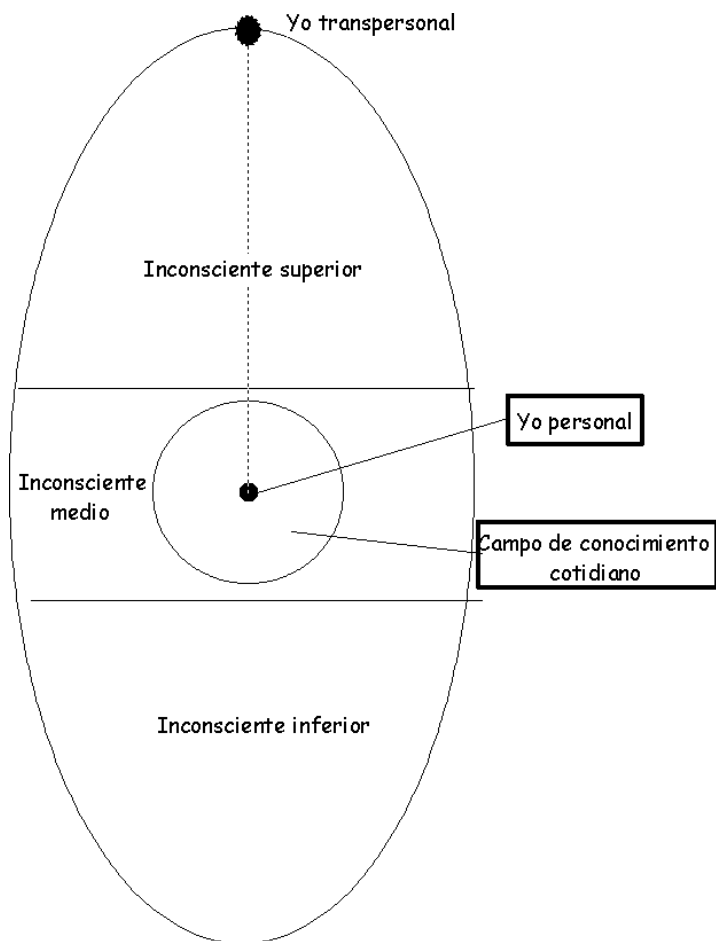 Yo transpersonal
Inconsciente superior
Yo personal
Inconsciente
medio
Campo de conocimiento
cotidiano
Inconsciente inferior